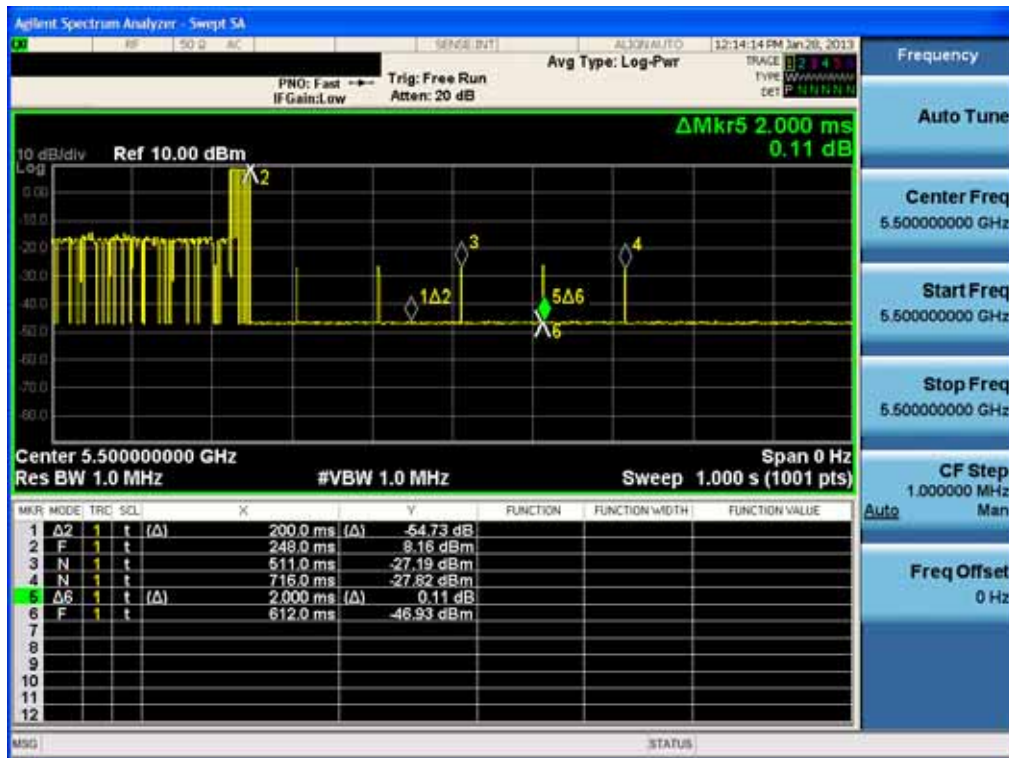 Agilent Spectrum Analyzer - Swept SA
RF 50 Ω AC SENSE:INT ALIGNAUTO 12:14:14 PM Jan 28, 2013
Frequency
PNO: Fast
IFGain:Low
Trig: Free Run
Atten: 20 dB
Avg Type: Log-Pwr
TRACE 1 2 3 4 5 6
TYPE
DET P N N N N N
Auto Tune
ΔMkr5 2.000 ms
0.11 dB
10 dB/div Ref 10.00 dBm
Log
0.00
-10.0
-20.0
-30.0
-40.0
-50.0
-60.0
-70.0
-80.0
2
3
4
1Δ2
5Δ6
6
Center Freq
5.500000000 GHz
Start Freq
5.500000000 GHz
Stop Freq
5.500000000 GHz
CF Step
1.000000 MHz
Auto Man
Freq Offset
0 Hz
Center 5.500000000 GHz Span 0 Hz
Res BW 1.0 MHz #VBW 1.0 MHz Sweep 1.000 s (1001 pts)
MKR MODE TRC SCL X Y FUNCTION FUNCTION WIDTH FUNCTION VALUE
1 Δ2 1 t (Δ) 200.0 ms (Δ) -54.73 dB
2 F 1 t 248.0 ms 8.16 dBm
3 N 1 t 511.0 ms -27.19 dBm
4 N 1 t 716.0 ms -27.82 dBm
5 Δ6 1 t (Δ) 2.000 ms (Δ) 0.11 dB
6 F 1 t 612.0 ms -46.93 dBm
7
8
9
10
11
12
MSG STATUS